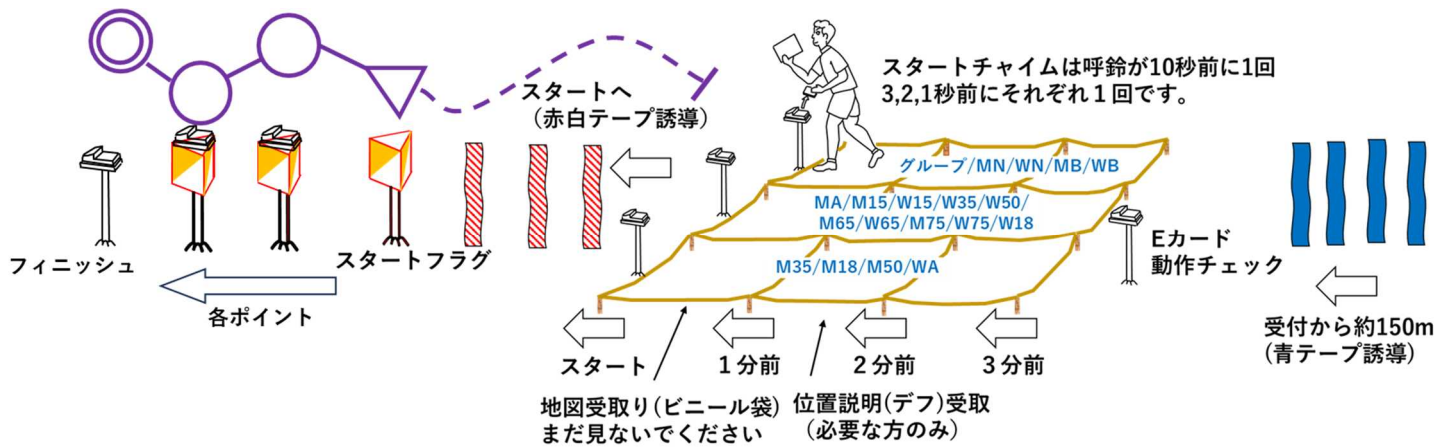 スタートチャイムは呼鈴が10秒前に1回
3,2,1秒前にそれぞれ１回です。
スタートへ
（赤白テープ誘導）
グループ/MN/WN/MB/WB
MA/M15/W15/W35/W50/
M65/W65/M75/W75/W18
M35/M18/M50/WA
Eカード
動作チェック
フィニッシュ
スタートフラグ
各ポイント
スタート
１分前
２分前
３分前
受付から約150m
(青テープ誘導)
地図受取り(ビニール袋)
まだ見ないでください
位置説明(デフ)受取
（必要な方のみ）